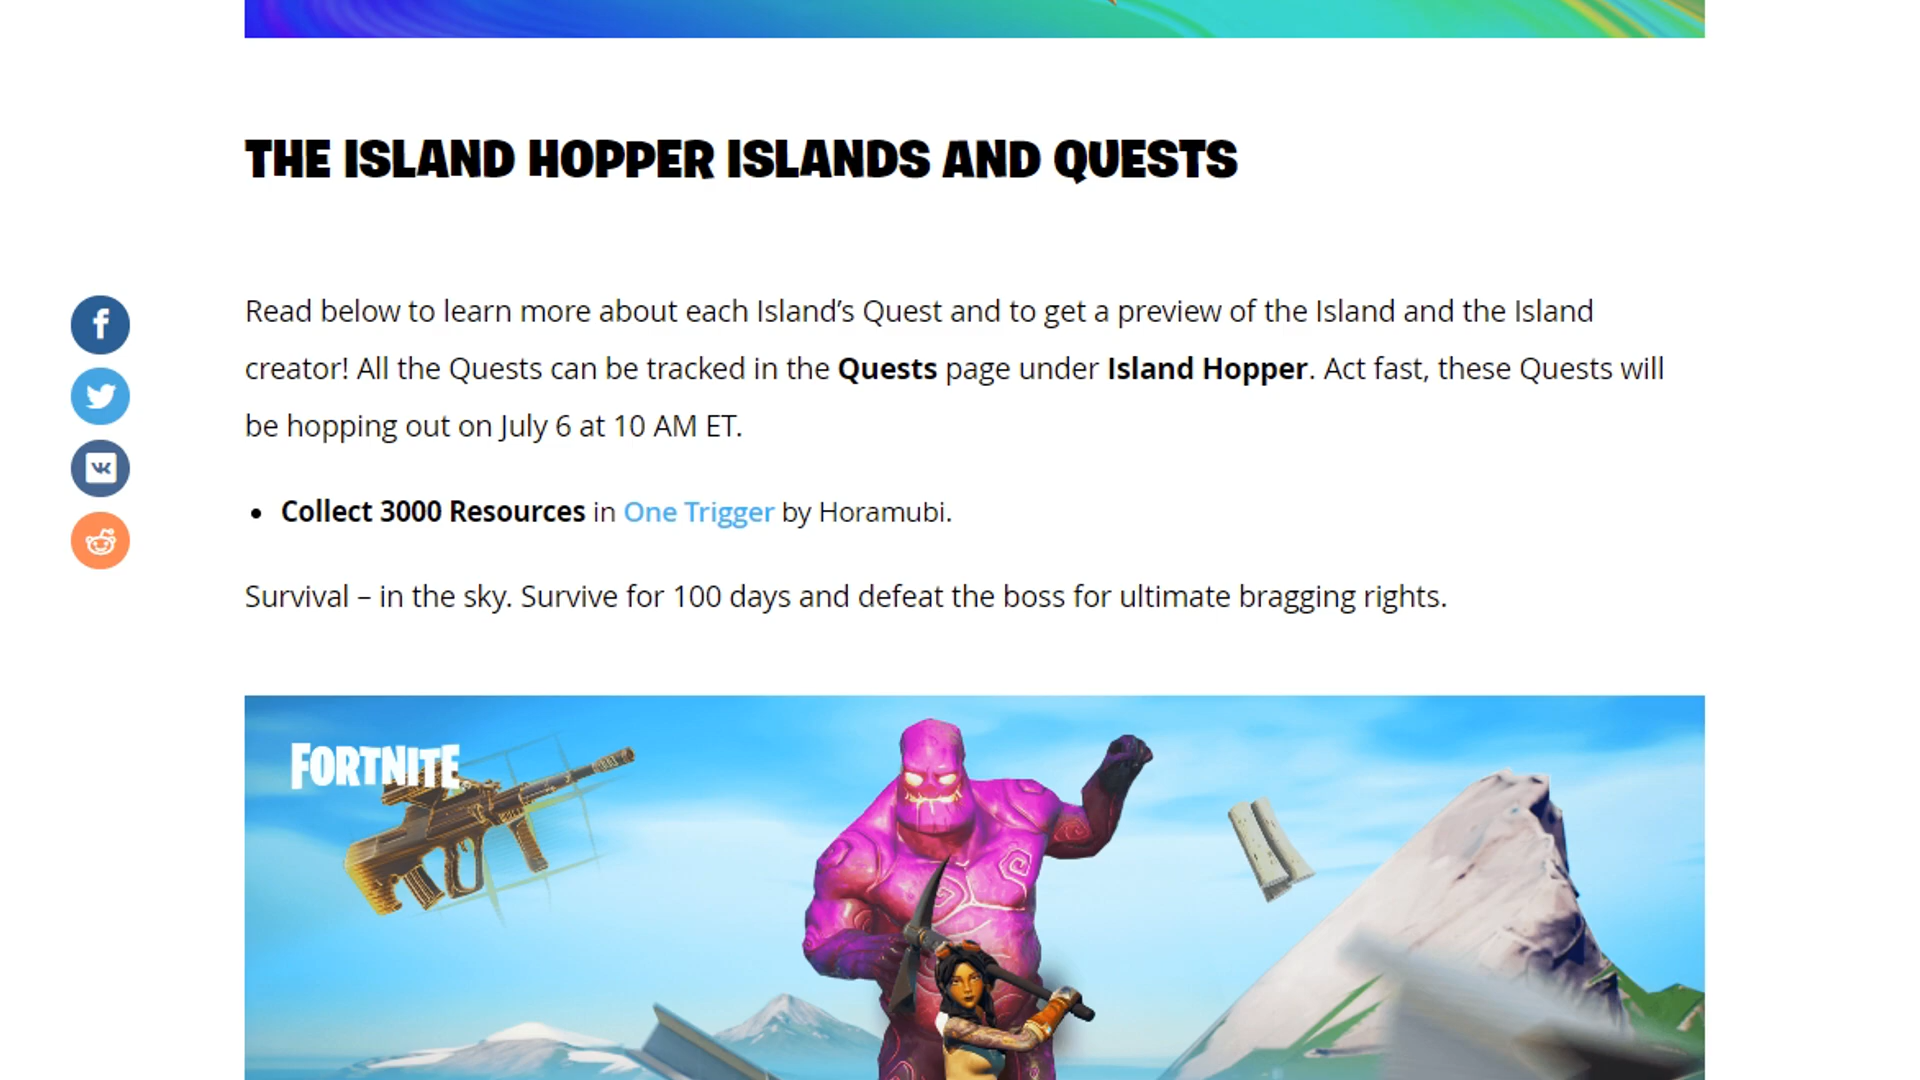 THE ISLAND HOPPER ISLANDS AND QUESTS
Read below to learn more about each Island’s Quest and to get a preview of the Island and the Island
creator! All the Quests can be tracked in the Quests page under Island Hopper. Act fast, these Quests will
be hopping out on July 6 at 10 AM ET.
• Collect 3000 Resources in One Trigger by Horamubi.
Survival – in the sky. Survive for 100 days and defeat the boss for ultimate bragging rights.
FORTNITE